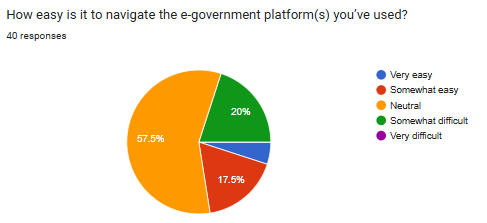 How easy is it to navigate the e-government platform(s) you’ve used?
40 responses
Very easy
Somewhat easy
Neutral
Somewhat difficult
Very difficult
20%
57.5%
17.5%